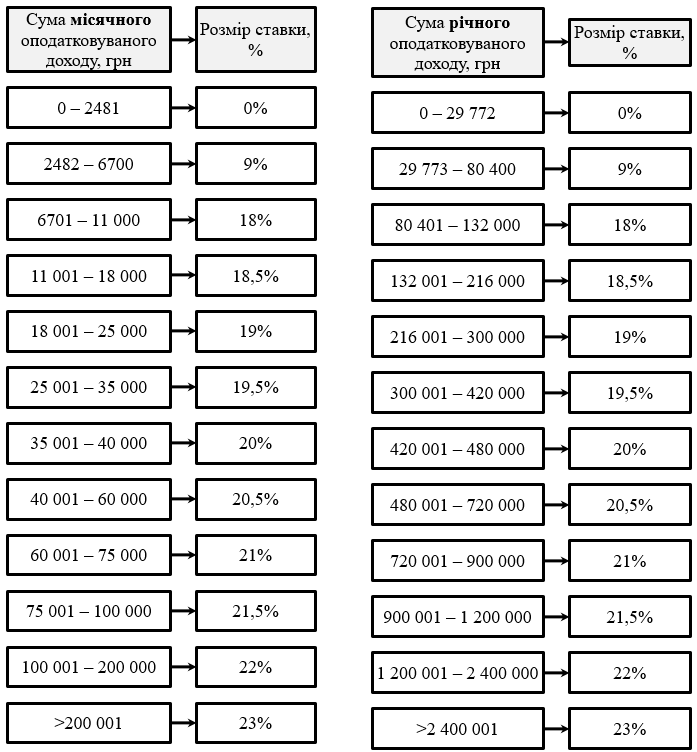 Сума місячного
оподатковуваного
доходу, грн
Розмір ставки,
%
0 – 2481
0%
2482 – 6700
9%
6701 – 11 000
18%
11 001 – 18 000
18,5%
18 001 – 25 000
19%
25 001 – 35 000
19,5%
35 001 – 40 000
20%
40 001 – 60 000
20,5%
60 001 – 75 000
21%
75 001 – 100 000
21,5%
100 001 – 200 000
22%
>200 001
23%
Сума річного
оподатковуваного
доходу, грн
Розмір ставки,
%
0 – 29 772
0%
29 773 – 80 400
9%
80 401 – 132 000
18%
132 001 – 216 000
18,5%
216 001 – 300 000
19%
300 001 – 420 000
19,5%
420 001 – 480 000
20%
480 001 – 720 000
20,5%
720 001 – 900 000
21%
900 001 – 1 200 000
21,5%
1 200 001 – 2 400 000
22%
>2 400 001
23%